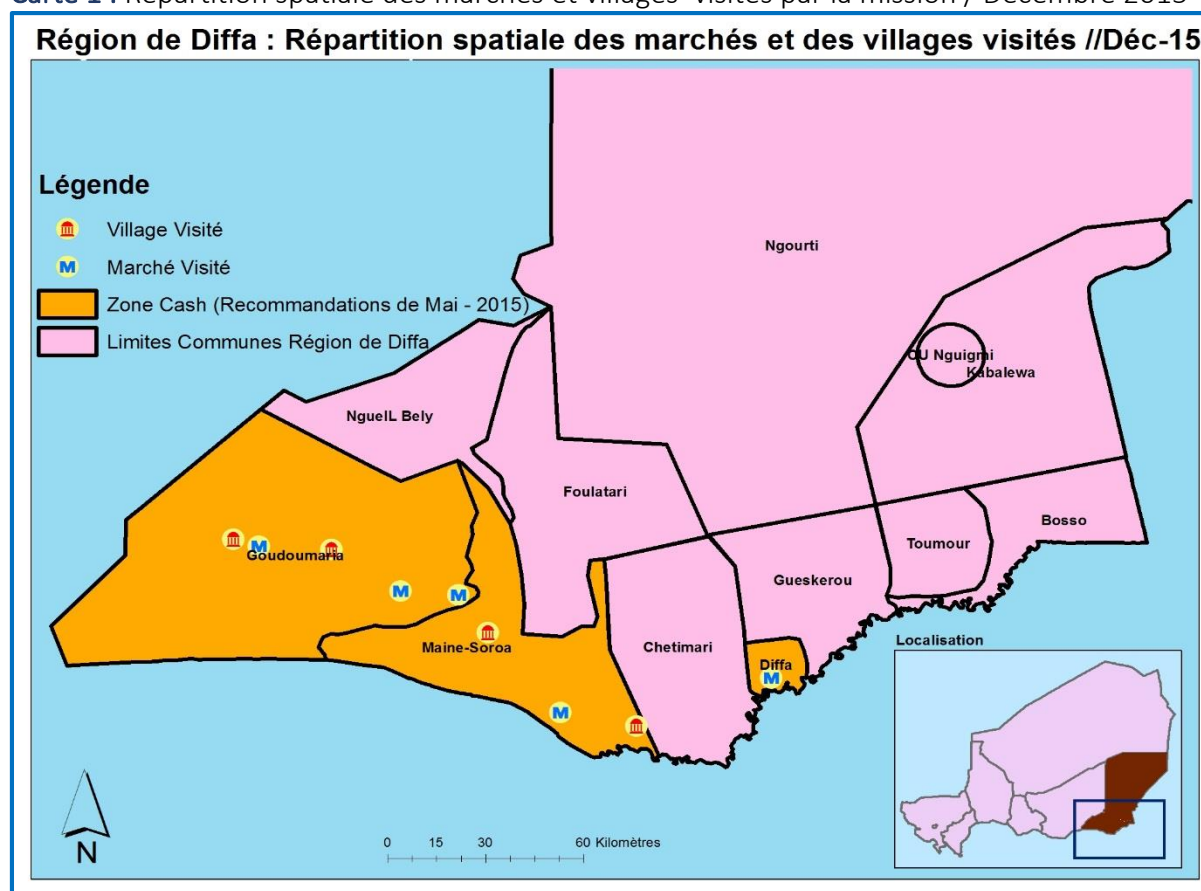 Carte 1 : Répartition spatiale des marchés et villages visités par la mission / Décembre 2015
Région de Diffa : Répartition spatiale des marchés et des villages visités //Déc-15
Légende
Village Visité
M Marché Visité
Zone Cash (Recommandations de Mai - 2015)
Limites Communes Région de Diffa
Ngourti
CU Nguigmi
Kabalewa
NguelL Bely
Foulatari
Bosso
Toumour
Gueskerou
Goudoumaria
M
M
M
Maine-Soroa
Chetimari
Diffa
M
M
Localisation
N
0 15 30 60 Kilomètres